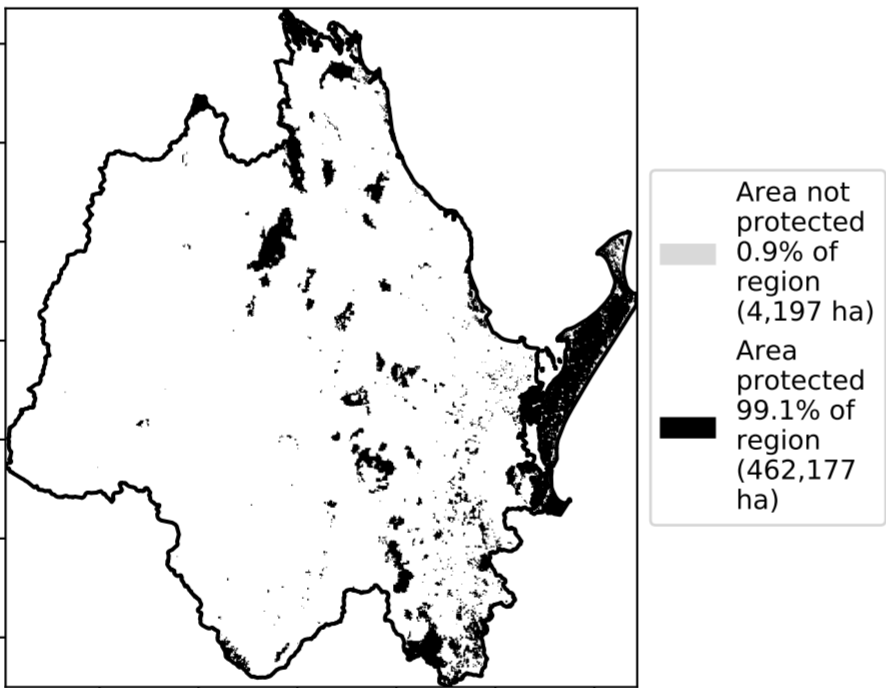 Area not
protected
0.9% of
region
(4,197 ha)
Area
protected
99.1% of
region
(462,177
ha)